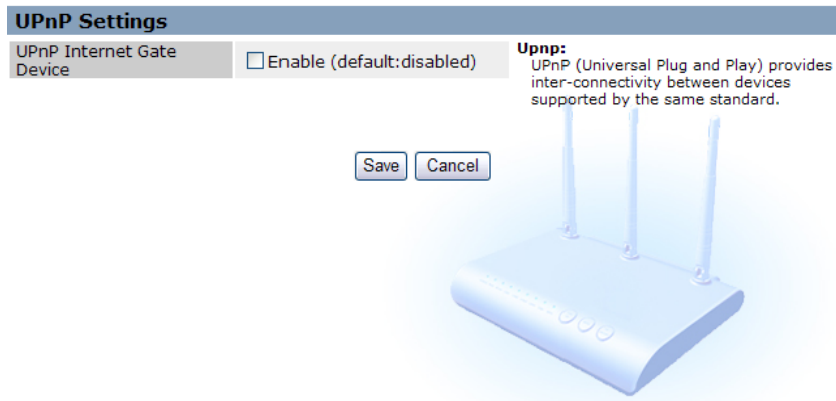 UPnP Settings
UPnP Internet Gate
Device
Enable (default:disabled)
Upnp:
UPnP (Universal Plug and Play) provides
inter-connectivity between devices
supported by the same standard.
Save
Cancel